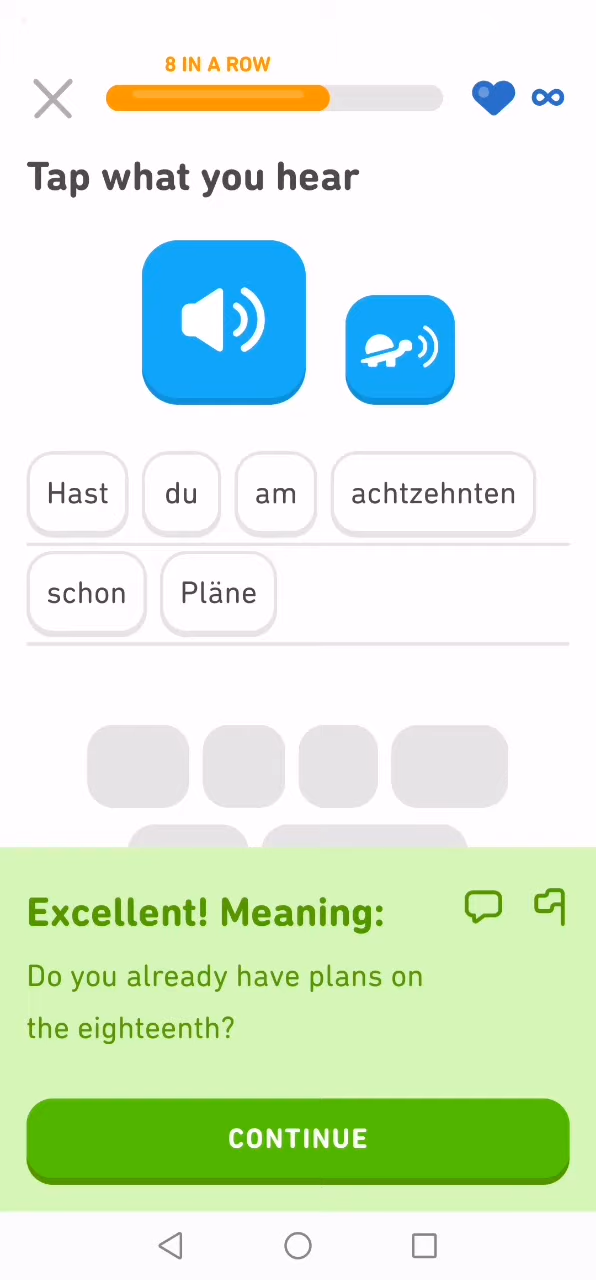 8 IN A ROW
Tap what you hear
Hast du am achtzehnten
schon Pläne
Excellent! Meaning:
Do you already have plans on
the eighteenth?
CONTINUE